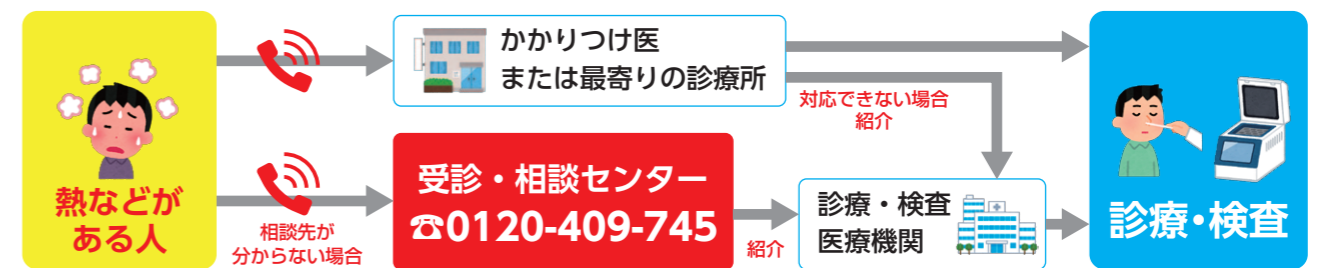 熱などが
ある人
相談先が
分からない場合
かかりつけ医
または最寄りの診療所
受診・相談センター
☎0120-409-745
対応できない場合
紹介
紹介
診療・検査
医療機関
診療・検査